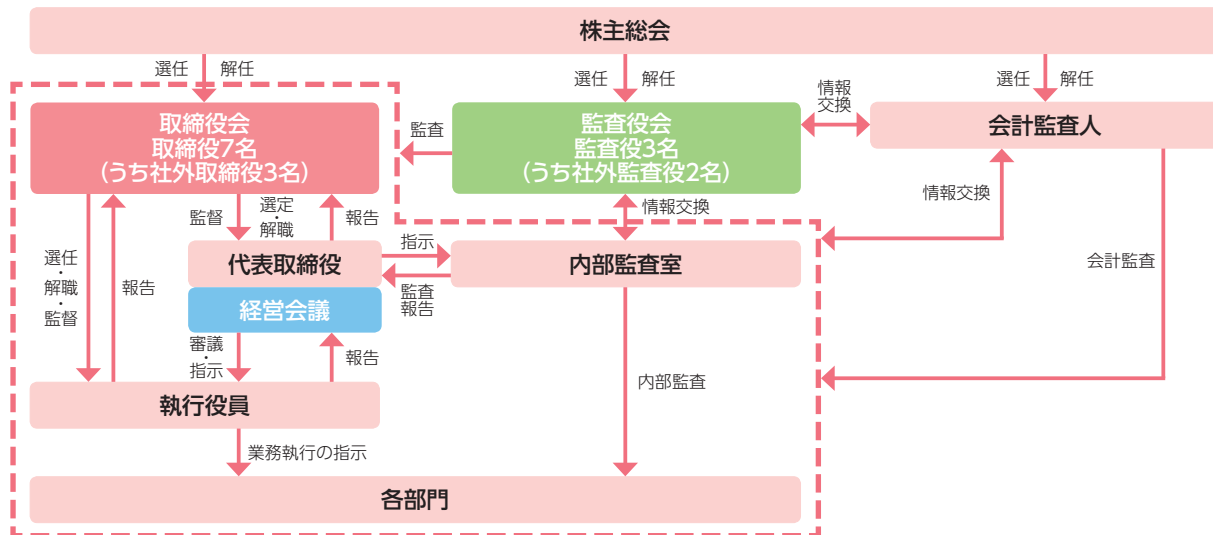 株主総会
選任
解任
選任
解任
選任
解任
取締役会
取締役7名
(うち社外取締役3名)
監査
監査役会
監査役3名
(うち社外監査役2名)
情報
交換
会計監査人
監督
選定
・
解職
報告
情報交換
情報交換
選任
・
解職
・
監督
報告
代表取締役
経営会議
指示
監査
報告
内部監査室
会計監査
審議
・
指示
報告
内部監査
執行役員
業務執行の指示
各部門